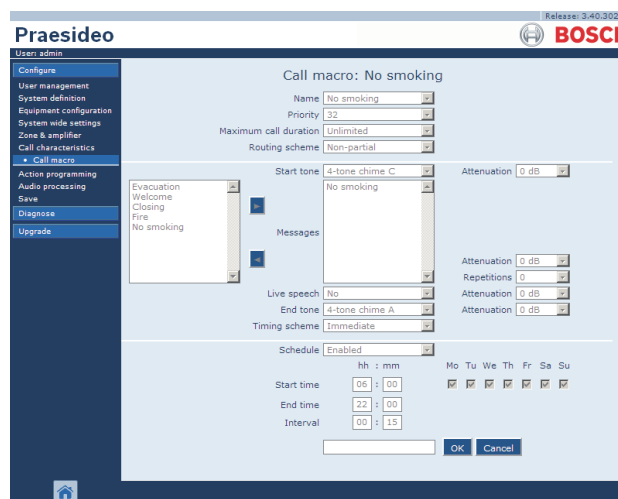 Release: 3.40.302
Praesideo
BOSCH
User: admin
Configure
User management
System definition
Equipment configuration
System wide settings
Zone & amplifier
Call characteristics
• Call macro
Action programming
Audio processing
Save
Diagnose
Upgrade
Call macro: No smoking
Name No smoking
Priority 32
Maximum call duration Unlimited
Routing scheme Non-partial
Start tone 4-tone chime C Attenuation 0 dB
Evacuation
Welcome
Closing
Fire
No smoking
Messages
No smoking
Attenuation 0 dB
Repetitions 0
Live speech No Attenuation 0 dB
End tone 4-tone chime A Attenuation 0 dB
Timing scheme Immediate
Schedule Enabled
hh : mm Mo Tu We Th Fr Sa Su
Start time 06 : 00
End time 22 : 00
Interval 00 : 15
OK Cancel